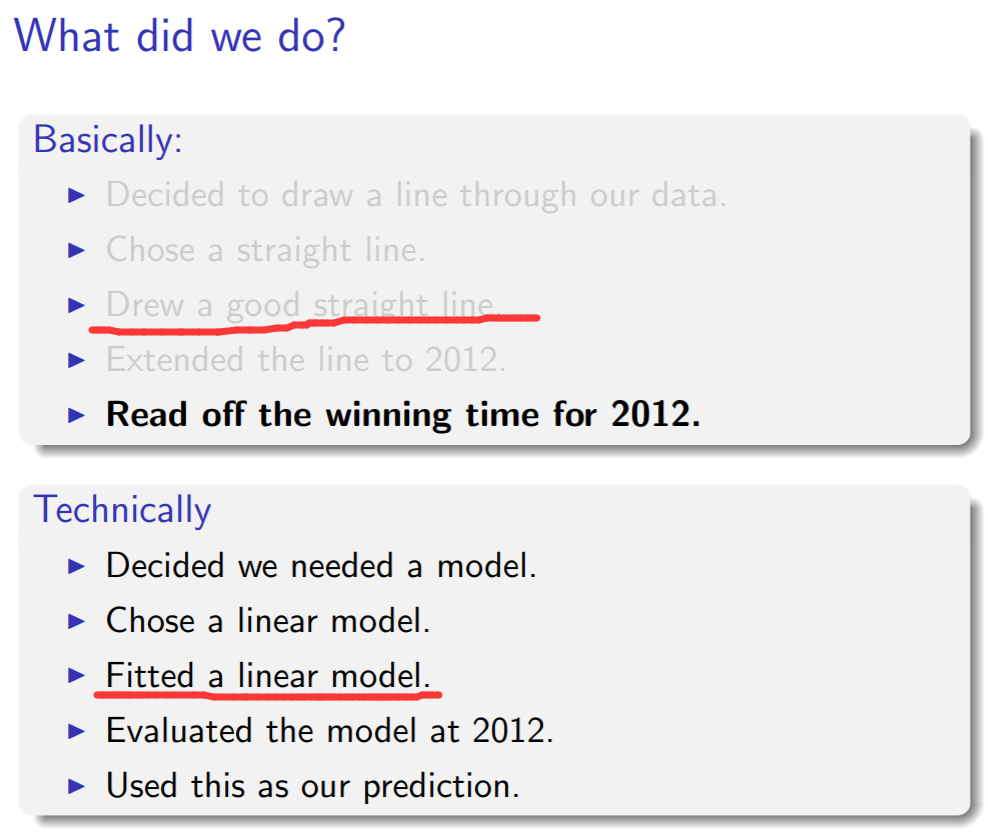 What did we do?
Basically:
Decided to draw a line through our data.
Chose a straight line.
Drew a good straight line
Extended the line to 2012.
Read off the winning time for 2012.
Technically
Decided we needed a model.
Chose a linear model.
Fitted a linear model.
Evaluated the model at 2012.
Used this as our prediction.